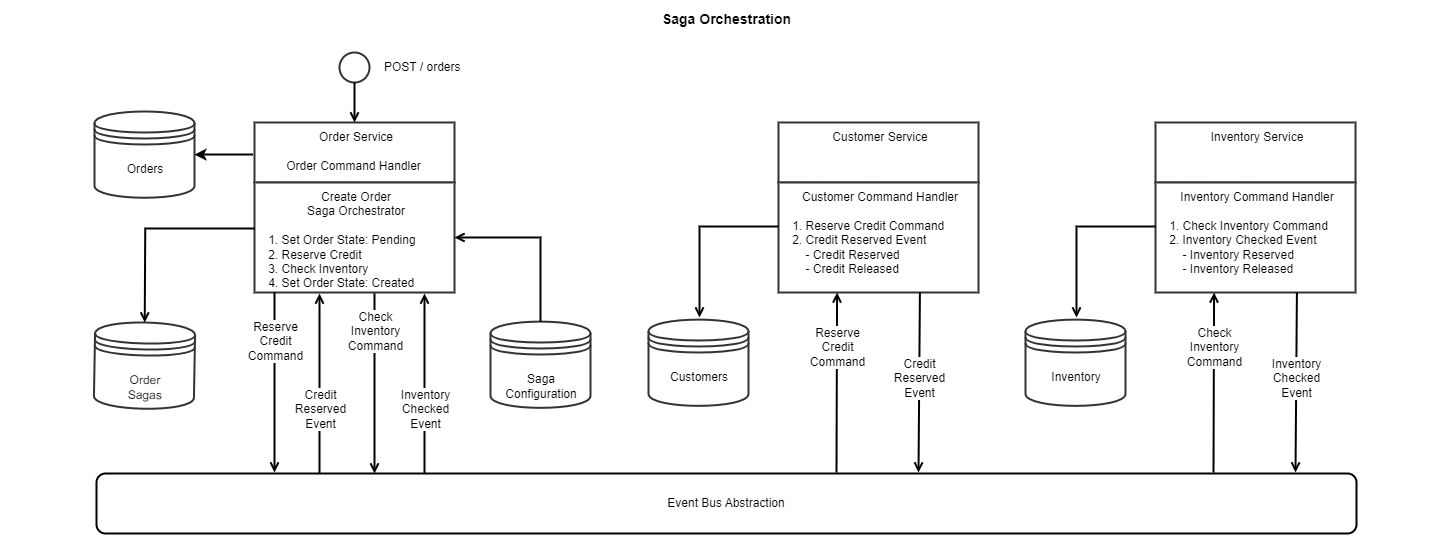 Saga Orchestration
POST / orders
Orders
Order Service
Order Command Handler
Create Order
Saga Orchestrator
1. Set Order State: Pending
2. Reserve Credit
3. Check Inventory
4. Set Order State: Created
Customer Service
Customer Command Handler
1. Reserve Credit Command
2. Credit Reserved Event
- Credit Reserved
- Credit Released
Inventory Service
Inventory Command Handler
1. Check Inventory Command
2. Inventory Checked Event
- Inventory Reserved
- Inventory Released
Order
Sagas
Reserve
Credit
Command
Credit
Reserved
Event
Check
Inventory
Command
Inventory
Checked
Event
Saga
Configuration
Customers
Reserve
Credit
Command
Credit
Reserved
Event
Inventory
Check
Inventory
Command
Inventory
Checked
Event
Event Bus Abstraction